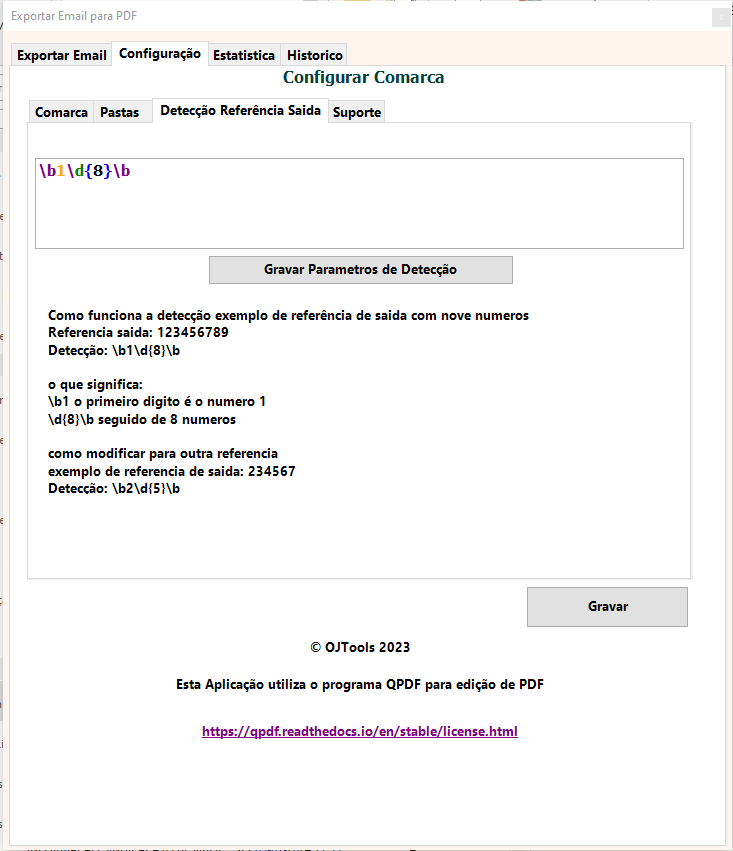 Exportar Email para PDF
x
Exportar Email Configuração Estatistica Historico
Configurar Comarca
Comarca Pastas Detecção Referência Saida Suporte
\b1\d{8}\b
Gravar Parametros de Detecção
Como funciona a detecção exemplo de referência de saida com nove numeros
Referencia saida: 123456789
Detecção: \b1\d{8}\b
o que significa:
\b1 o primeiro digito é o numero 1
\d{8}\b seguido de 8 numeros
como modificar para outra referencia
exemplo de referencia de saida: 234567
Detecção: \b2\d{5}\b
Gravar
© OJTools 2023
Esta Aplicação utiliza o programa QPDF para edição de PDF
https://qpdf.readthedocs.io/en/stable/license.html